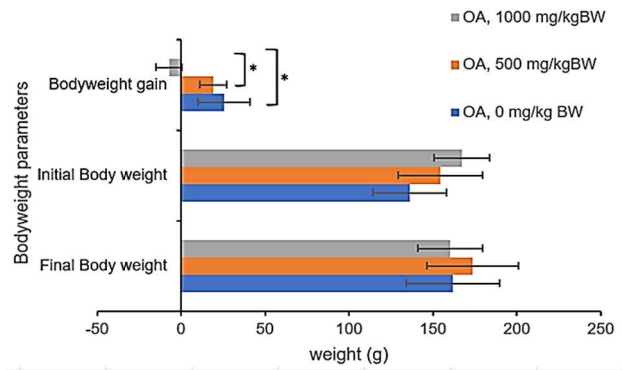 OA, 1000 mg/kgBW
OA, 500 mg/kgBW
OA, 0 mg/kg BW
Bodyweight parameters
Bodyweight gain
*
*
Initial Body weight
Final Body weight
-50 0 50 100 150 200 250
weight (g)